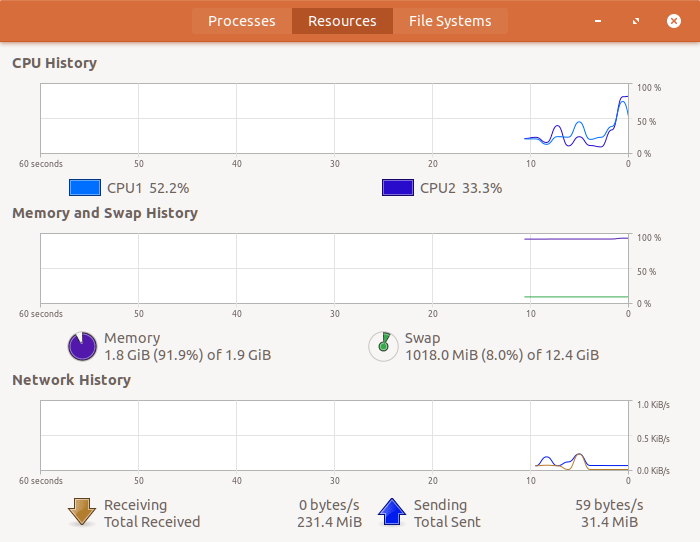 Processes Resources File Systems
CPU History
100 %
50 %
0 %
60 seconds 50 40 30 20 10 0
CPU1 52.2% CPU2 33.3%
Memory and Swap History
100 %
50 %
0 %
60 seconds 50 40 30 20 10 0
Memory Swap
1.8 GiB (91.9%) of 1.9 GiB 1018.0 MiB (8.0%) of 12.4 GiB
Network History
1.0 KiB/s
0.5 KiB/s
0.0 KiB/s
60 seconds 50 40 30 20 10 0
Receiving 0 bytes/s Sending 59 bytes/s
Total Received 231.4 MiB Total Sent 31.4 MiB